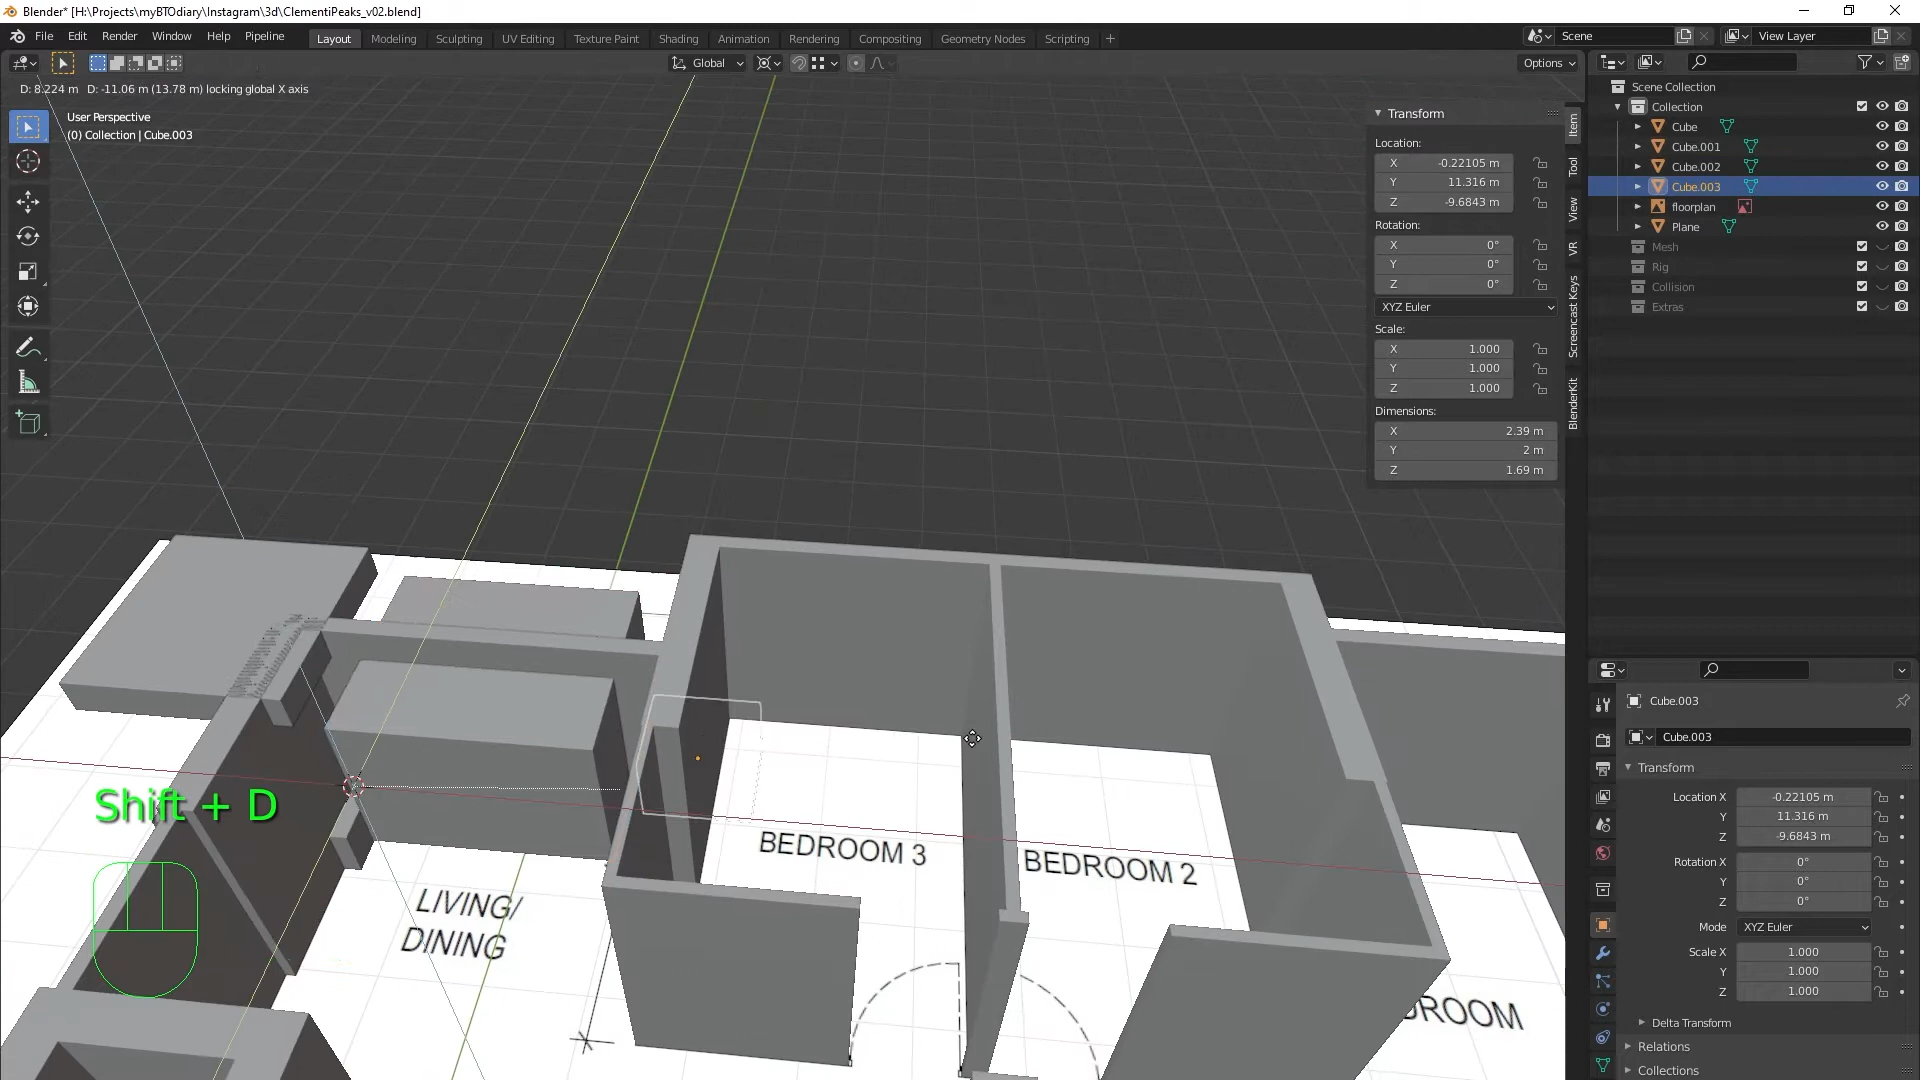 Blender* [H:\Projects\myBTOdiary\Instagram\3d\ClementiPeaks_v02.blend]
File Edit Render Window Help Pipeline Layout Modeling Sculpting UV Editing Texture Paint Shading Animation Rendering Compositing Geometry Nodes Scripting + Scene View Layer
Global Options
D: 8.224 m D: -11.06 m (13.78 m) locking global X axis
User Perspective
(0) Collection | Cube.003
Transform
Location:
X -0.22105 m
Y 11.316 m
Z -9.6843 m
Rotation:
X 0°
Y 0°
Z 0°
XYZ Euler
Scale:
X 1.000
Y 1.000
Z 1.000
Dimensions:
X 2.39 m
Y 2 m
Z 1.69 m
Item
Tool
View
VR
Screencast Keys
BlenderKit
Scene Collection
Collection
Cube
Cube.001
Cube.002
Cube.003
floorplan
Plane
Mesh
Rig
Collision
Extras
Cube.003
Cube.003
Transform
Location X -0.22105 m
Y 11.316 m
Z -9.6843 m
Rotation X 0°
Y 0°
Z 0°
Mode XYZ Euler
Scale X 1.000
Y 1.000
Z 1.000
Delta Transform
Relations
Collections
Shift + D
LIVING/
DINING
BEDROOM 3
BEDROOM 2
DROOM